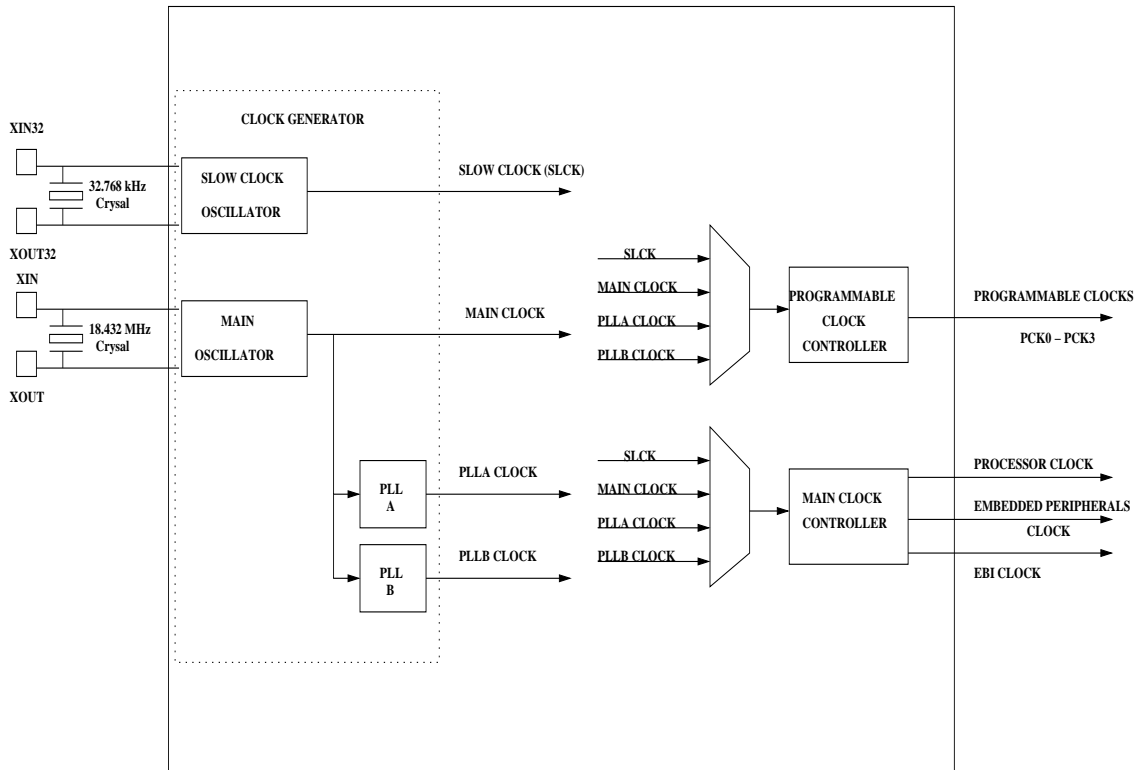 CLOCK GENERATOR
XIN32
32.768 kHz
Crysal
XOUT32
SLOW CLOCK
OSCILLATOR
SLOW CLOCK (SLCK)
XIN
18.432 MHz
Crysal
XOUT
MAIN
OSCILLATOR
MAIN CLOCK
PLL
A
PLLA CLOCK
PLL
B
PLLB CLOCK
SLCK
MAIN CLOCK
PLLA CLOCK
PLLB CLOCK
PROGRAMMABLE
CLOCK
CONTROLLER
PROGRAMMABLE CLOCKS
PCK0 – PCK3
SLCK
MAIN CLOCK
PLLA CLOCK
PLLB CLOCK
MAIN CLOCK
CONTROLLER
PROCESSOR CLOCK
EMBEDDED PERIPHERALS
CLOCK
EBI CLOCK